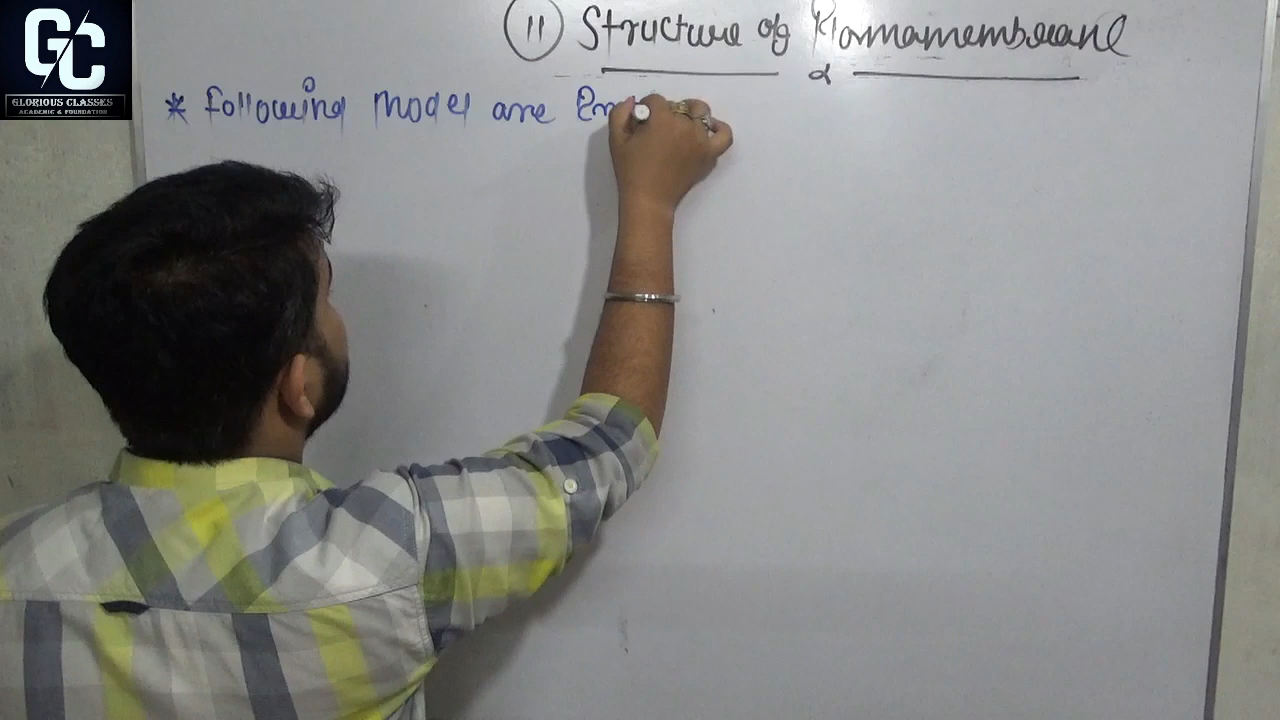 GC
GLORIOUS CLASSES
ACADEMIC & FOUNDATION
(11) Structure of Plasmamembrane
* Following Model are